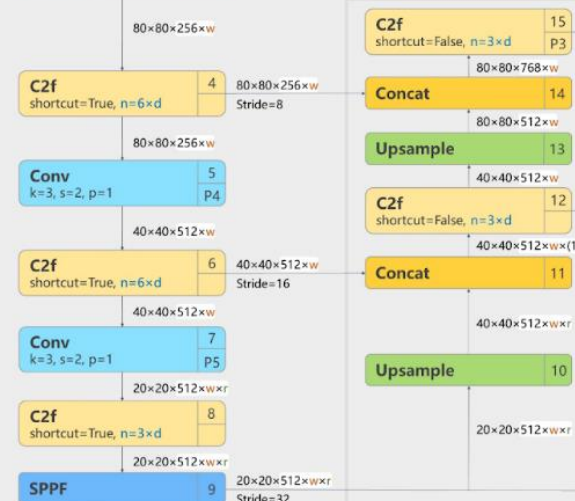 80×80×256×w
C2f
shortcut=True, n=6×d
4
80×80×256×w
Stride=8
80×80×256×w
Conv
k=3, s=2, p=1
5
P4
40×40×512×w
C2f
shortcut=True, n=6×d
6
40×40×512×w
Stride=16
40×40×512×w
Conv
k=3, s=2, p=1
7
P5
20×20×512×w×r
C2f
shortcut=True, n=3×d
8
20×20×512×w×r
SPPF
9
20×20×512×w×r
Stride=32
C2f
shortcut=False, n=3×d
15
P3
80×80×768×w
Concat
14
80×80×512×w
Upsample
13
40×40×512×w
C2f
shortcut=False, n=3×d
12
40×40×512×w×(1
Concat
11
40×40×512×w×r
Upsample
10
20×20×512×w×r